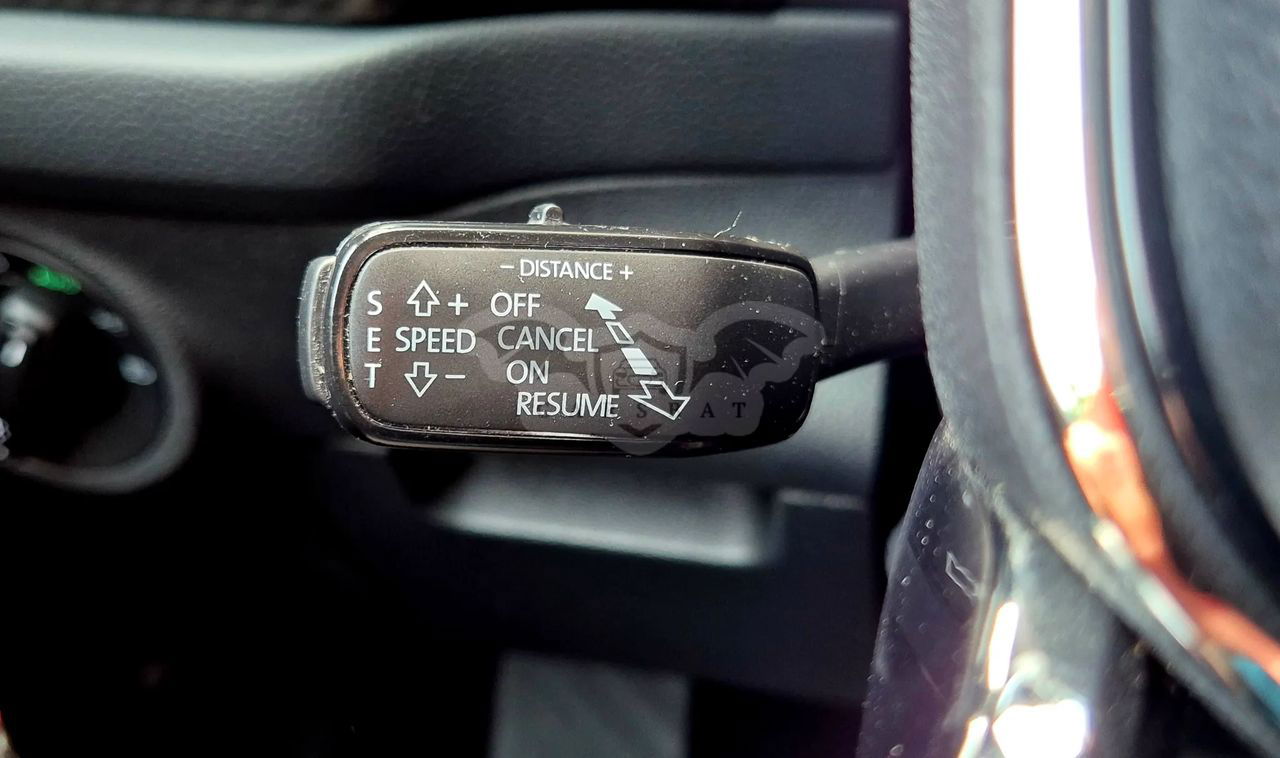 - DISTANCE +
S + OFF
E SPEED CANCEL
T - ON
RESUME